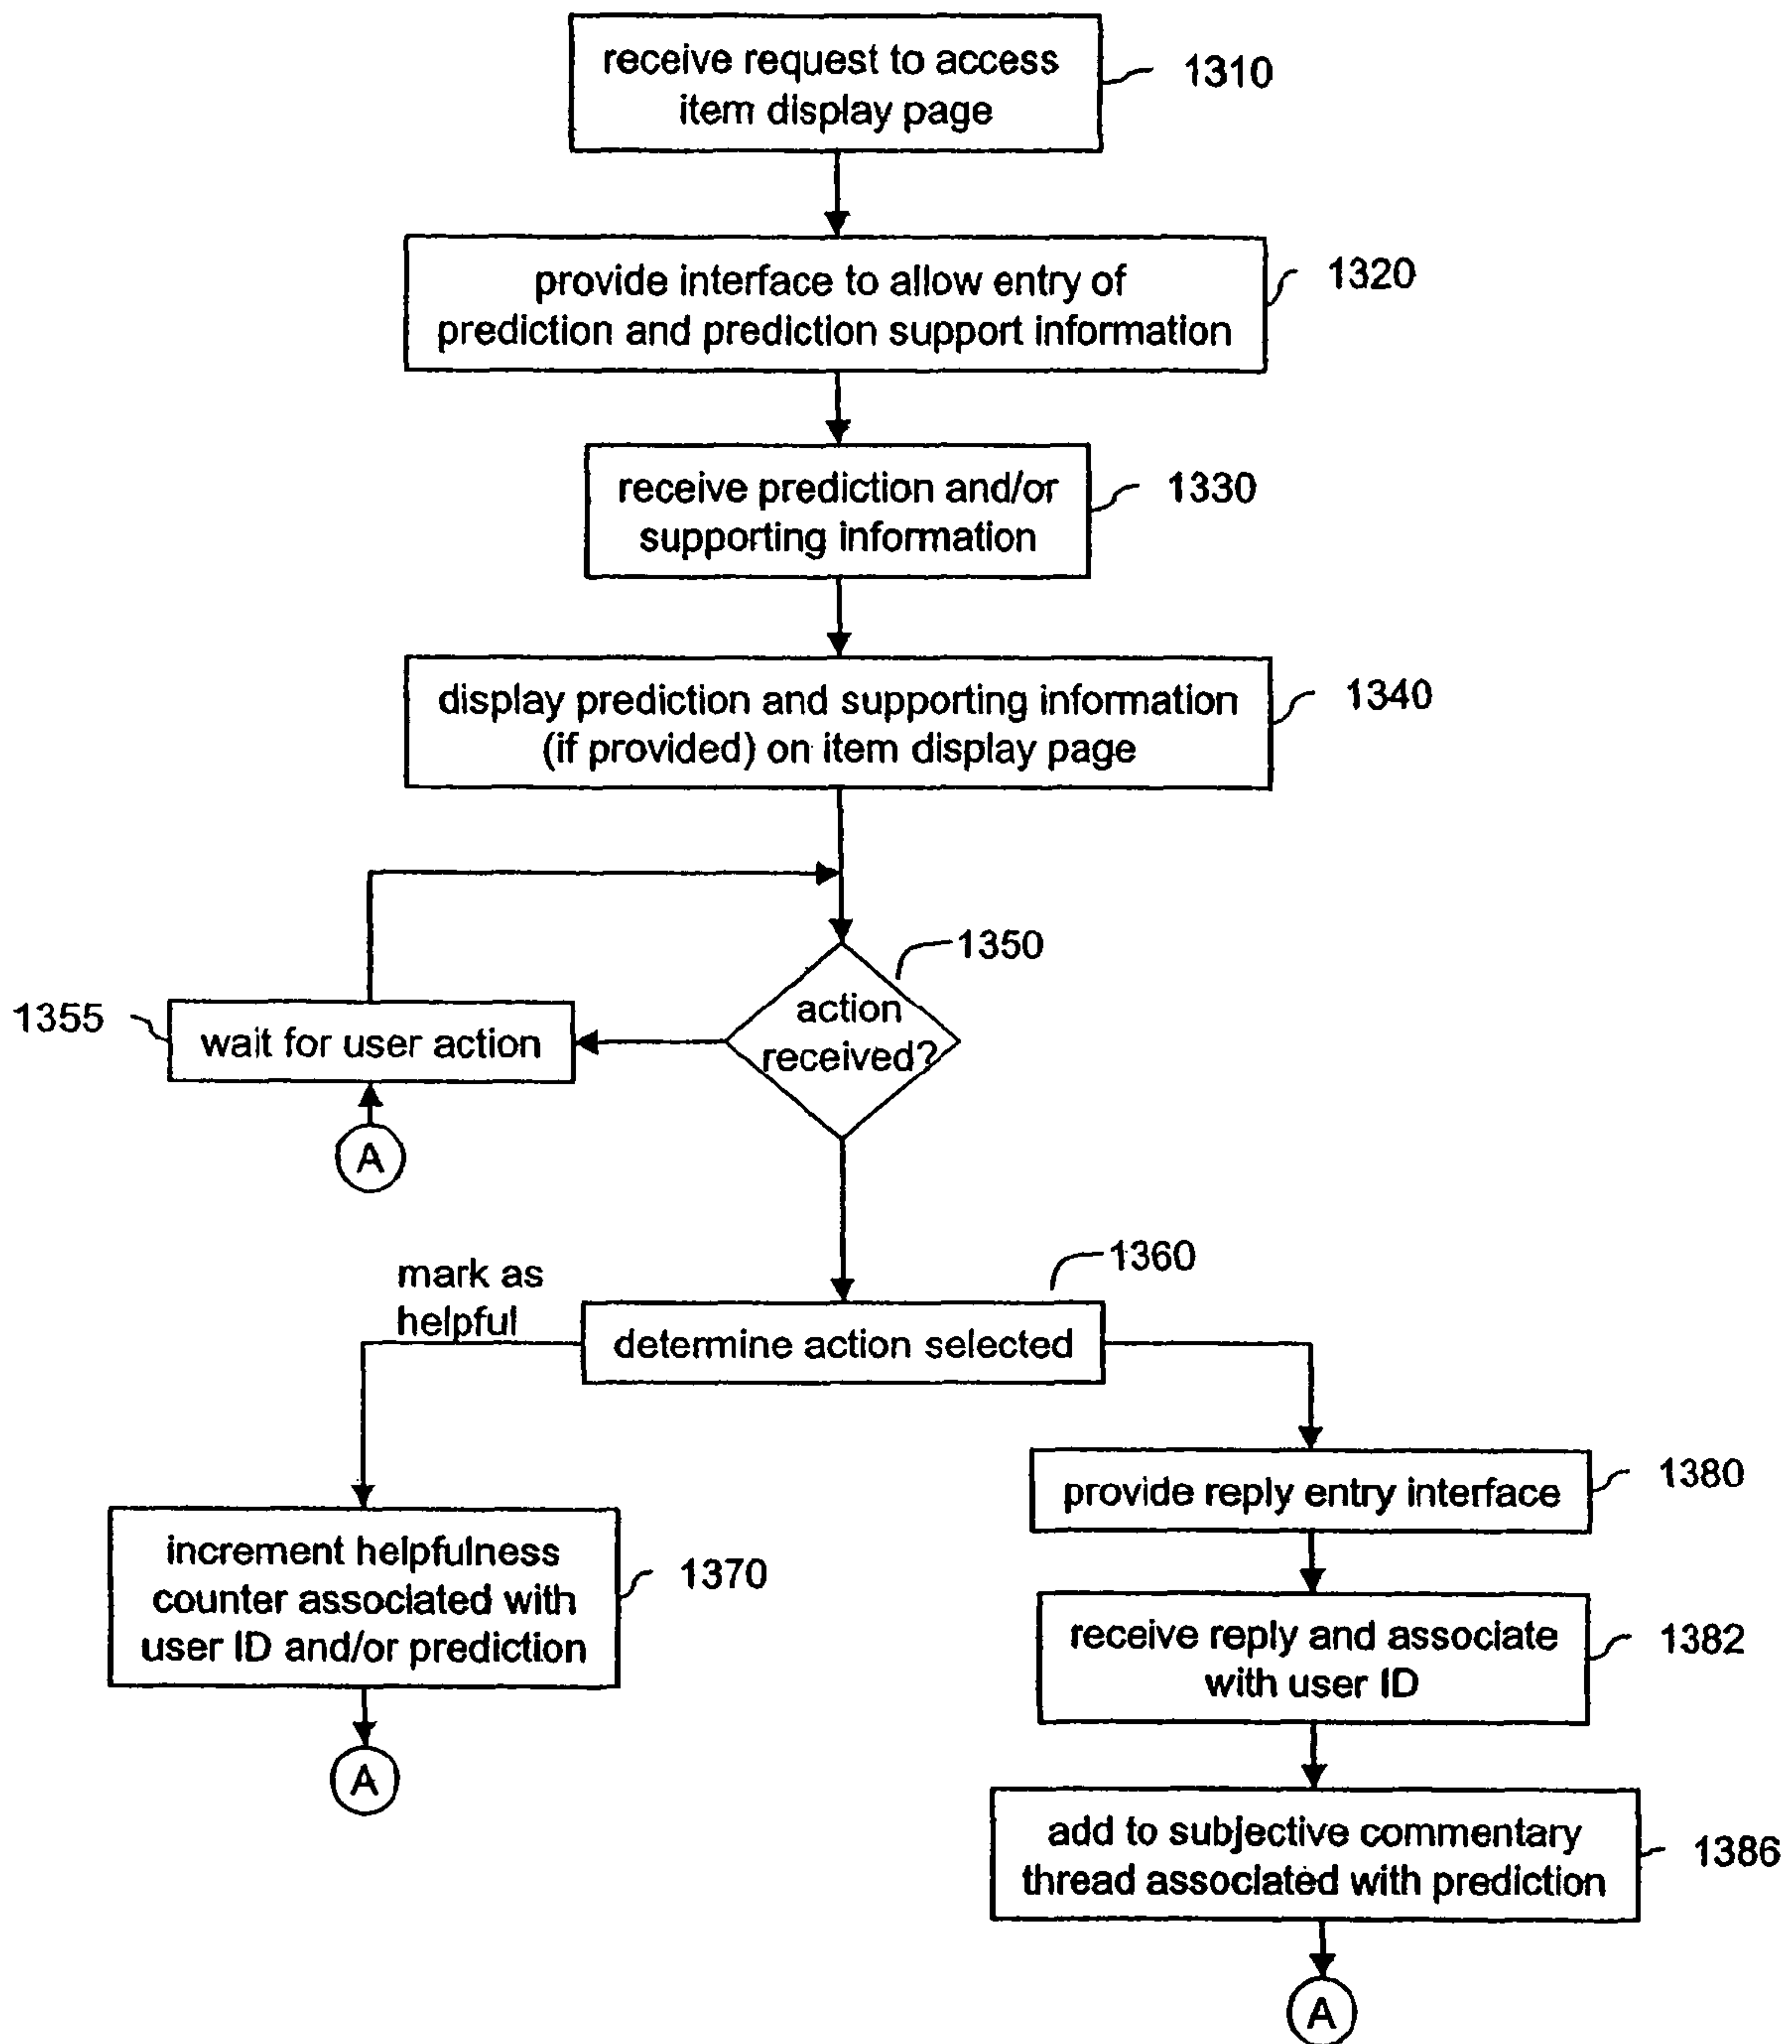 receive request to access
item display page
1310
provide interface to allow entry of
prediction and prediction support information
1320
receive prediction and/or
supporting information
1330
display prediction and supporting information
(if provided) on item display page
1340
1350
action
received?
1355
wait for user action
A
1360
mark as
helpful
determine action selected
provide reply entry interface
1380
increment helpfulness
counter associated with
user ID and/or prediction
1370
receive reply and associate
with user ID
1382
A
add to subjective commentary
thread associated with prediction
1386
A